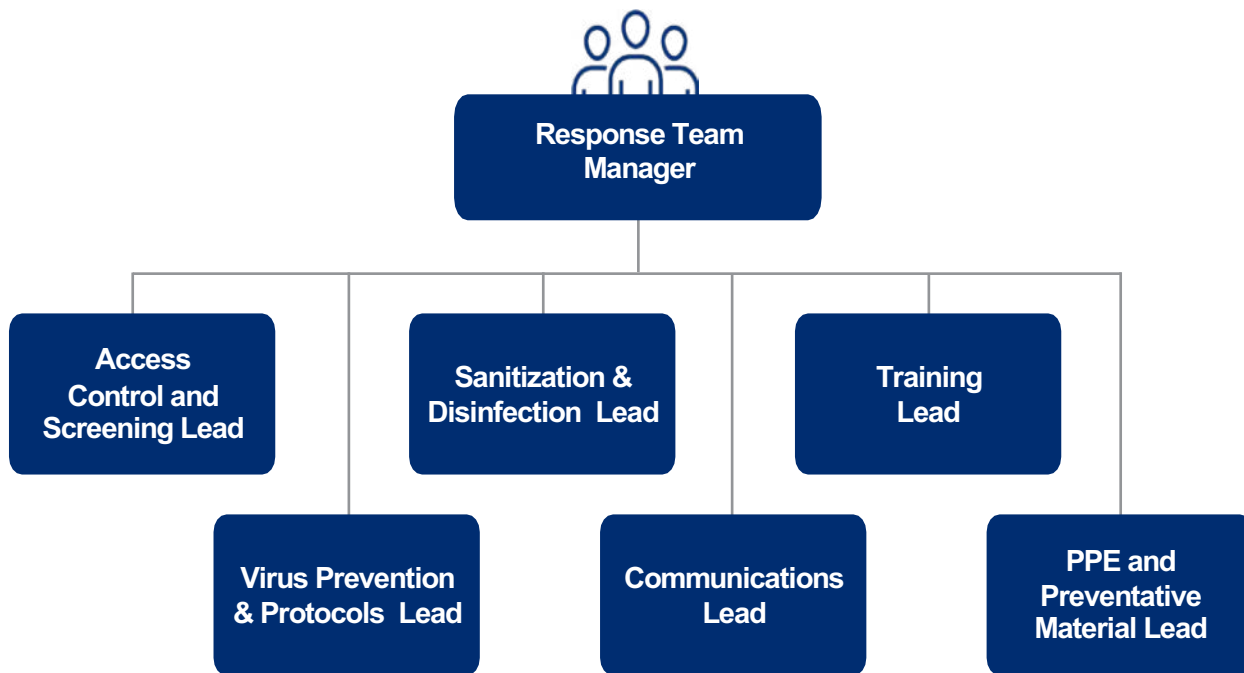 Response Team
Manager
Access
Control and
Screening Lead
Sanitization &
Disinfection Lead
Training
Lead
Virus Prevention
& Protocols Lead
Communications
Lead
PPE and
Preventative
Material Lead